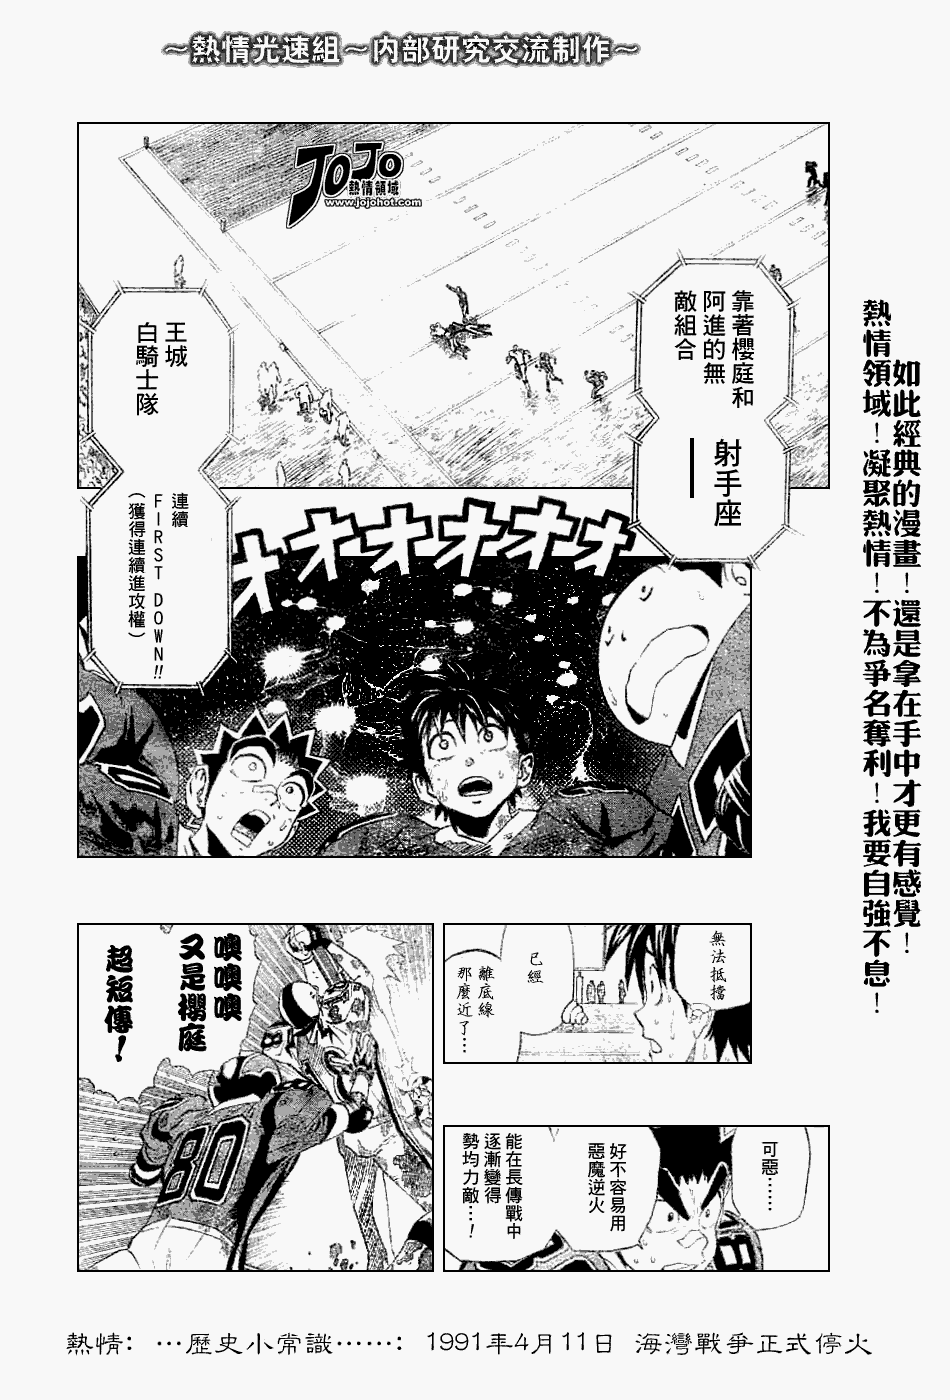 ～熱情光速組～内部研究交流制作～
JOJO
熱情領域
www.jojohot.com
靠著櫻庭和
阿進的無
敵組合
射手座
——
王城
白騎士隊
連續
FIRST DOWN!!
（獲得連續進攻權）
オオオオオオオ
無法抵擋
已經
離底線
那麼近了…
噢噢噢
又是櫻庭
超短傳！
80
可惡……
好不容易用
惡魔逆火
能在長傳戰中
逐漸變得
勢均力敵…！
如此經典的漫畫！還是拿在手中才更有感覺！
熱情領域！凝聚熱情！不為爭名奪利！我要自強不息！
熱情：…歷史小常識……：1991年4月11日 海灣戰爭正式停火